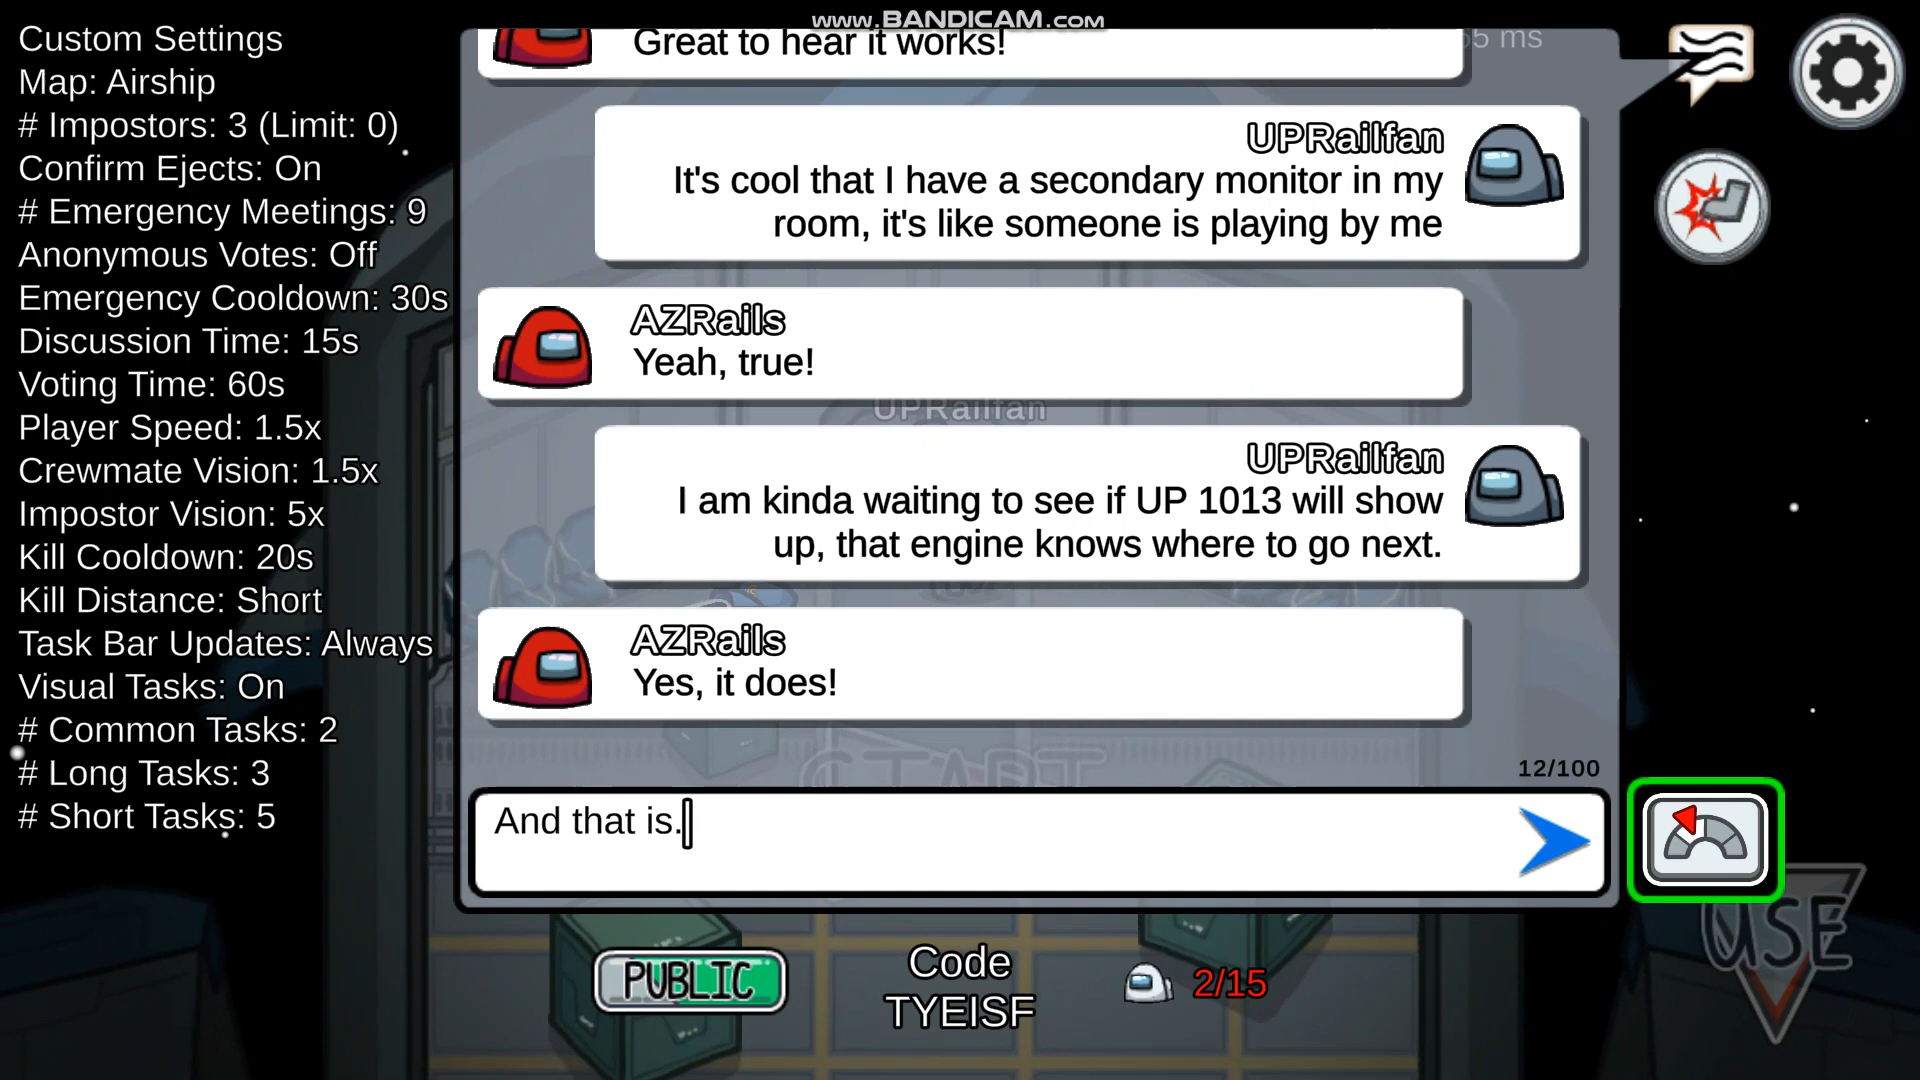 www.BANDICAM.com
Custom Settings
Map: Airship
# Impostors: 3 (Limit: 0)
Confirm Ejects: On
# Emergency Meetings: 9
Anonymous Votes: Off
Emergency Cooldown: 30s
Discussion Time: 15s
Voting Time: 60s
Player Speed: 1.5x
Crewmate Vision: 1.5x
Impostor Vision: 5x
Kill Cooldown: 20s
Kill Distance: Short
Task Bar Updates: Always
Visual Tasks: On
# Common Tasks: 2
# Long Tasks: 3
# Short Tasks: 5
Great to hear it works!
ms
UPRailfan
It's cool that I have a secondary monitor in my
room, it's like someone is playing by me
AZRails
Yeah, true!
UPRailfan
UPRailfan
I am kinda waiting to see if UP 1013 will show
up, that engine knows where to go next.
AZRails
Yes, it does!
START
12/100
And that is.
USE
PUBLIC
Code
TYEISF
2/15